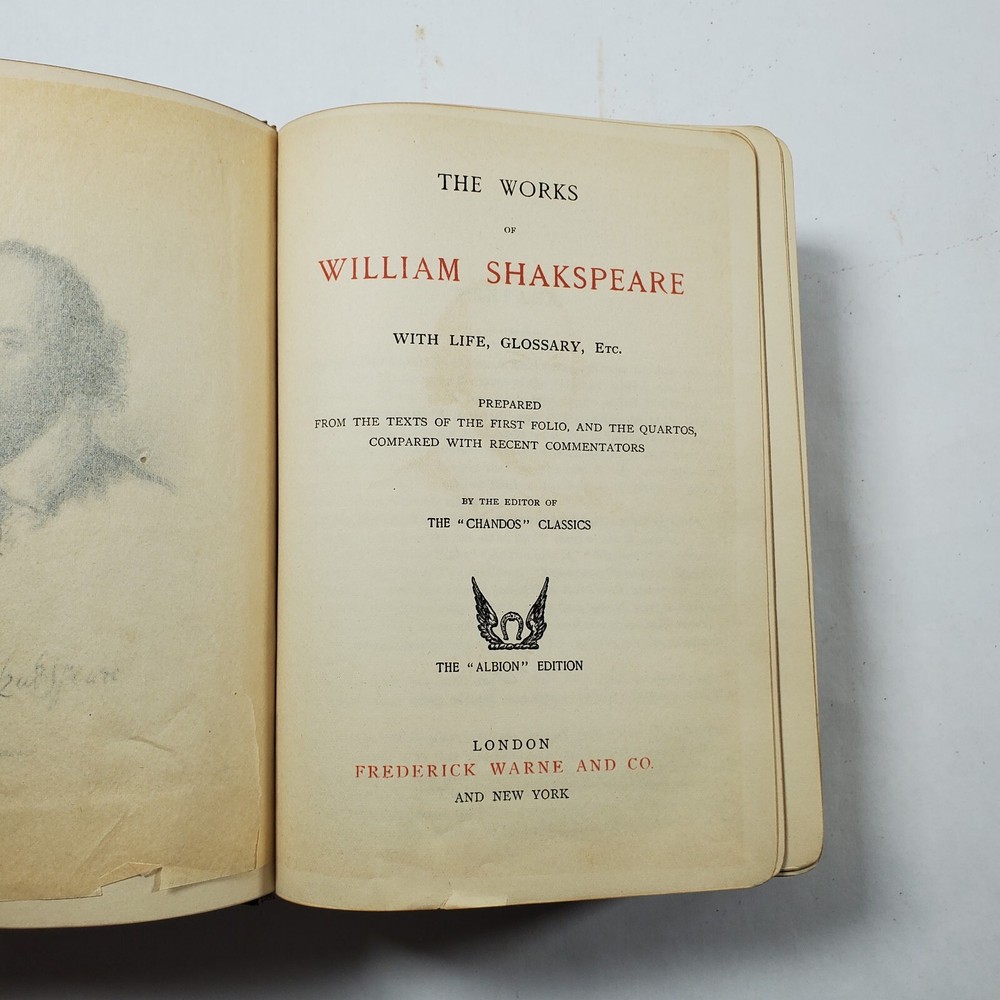 THE WORKS
OF
WILLIAM SHAKSPEARE
WITH LIFE, GLOSSARY, ETC.
PREPARED
FROM THE TEXTS OF THE FIRST FOLIO, AND THE QUARTOS,
COMPARED WITH RECENT COMMENTATORS
BY THE EDITOR OF
THE "CHANDOS" CLASSICS
THE "ALBION" EDITION
LONDON
FREDERICK WARNE AND CO.
AND NEW YORK